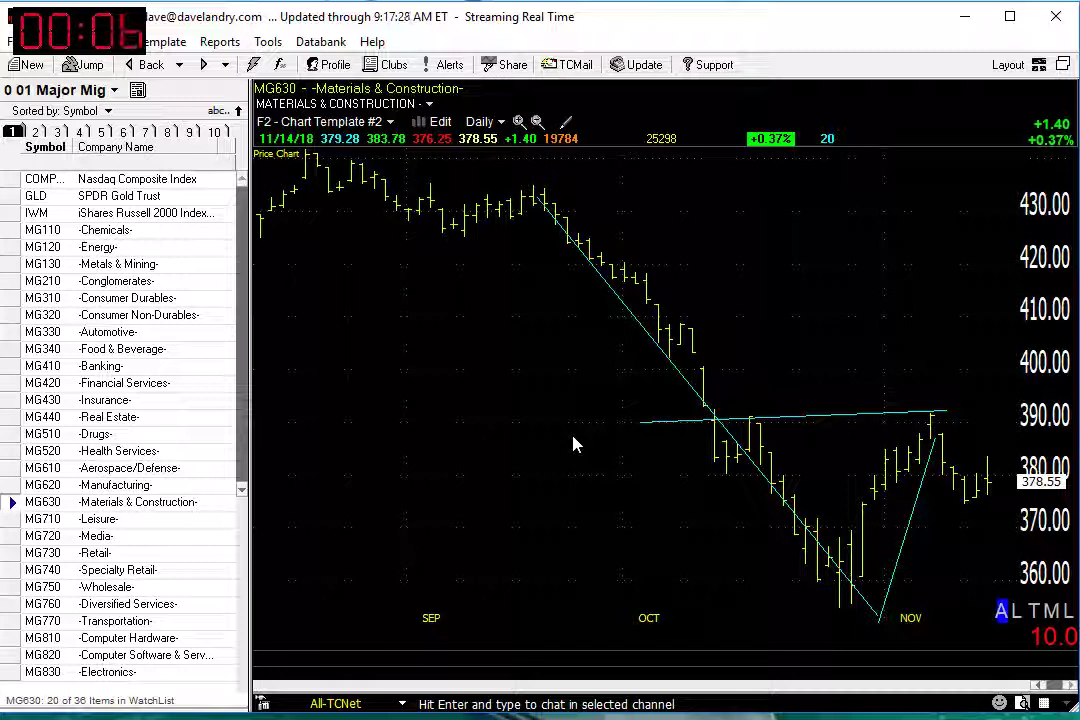 00:06
lave@davelandry.com ... Updated through 9:17:28 AM ET - Streaming Real Time
F emplate Reports Tools Databank Help
New Jump Back Profile Clubs Alerts Share TCMail Update Support Layout
0 01 Major Mig
Sorted by: Symbol abc..
1 2 3 4 5 6 7 8 9 10
Symbol Company Name
COMP... Nasdaq Composite Index
GLD SPDR Gold Trust
IWM iShares Russell 2000 Index...
MG110 -Chemicals-
MG120 -Energy-
MG130 -Metals & Mining-
MG210 -Conglomerates-
MG310 -Consumer Durables-
MG320 -Consumer Non-Durables-
MG330 -Automotive-
MG340 -Food & Beverage-
MG410 -Banking-
MG420 -Financial Services-
MG430 -Insurance-
MG440 -Real Estate-
MG510 -Drugs-
MG520 -Health Services-
MG610 -Aerospace/Defense-
MG620 -Manufacturing-
MG630 -Materials & Construction-
MG710 -Leisure-
MG720 -Media-
MG730 -Retail-
MG740 -Specialty Retail-
MG750 -Wholesale-
MG760 -Diversified Services-
MG770 -Transportation-
MG810 -Computer Hardware-
MG820 -Computer Software & Serv...
MG830 -Electronics-
MG630: 20 of 36 Items in WatchList
MG630 - -Materials & Construction-
MATERIALS & CONSTRUCTION -
F2 - Chart Template #2 Edit Daily
11/14/18 379.28 383.78 376.25 378.55 +1.40 19784 25298 +0.37% 20
+1.40
+0.37%
Price Chart
430.00
420.00
410.00
400.00
390.00
380.00
378.55
370.00
360.00
SEP OCT NOV
A L T M L
10.0
All-TCNet Hit Enter and Type to chat in selected channel